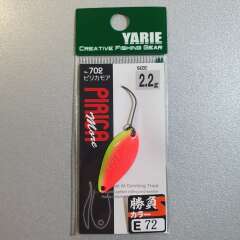 YARIE
CREATIVE FISHING GEAR
No.702
ピリカモア
SIZE
2.2g
PIRICA
More
勝負
カラー
E 72